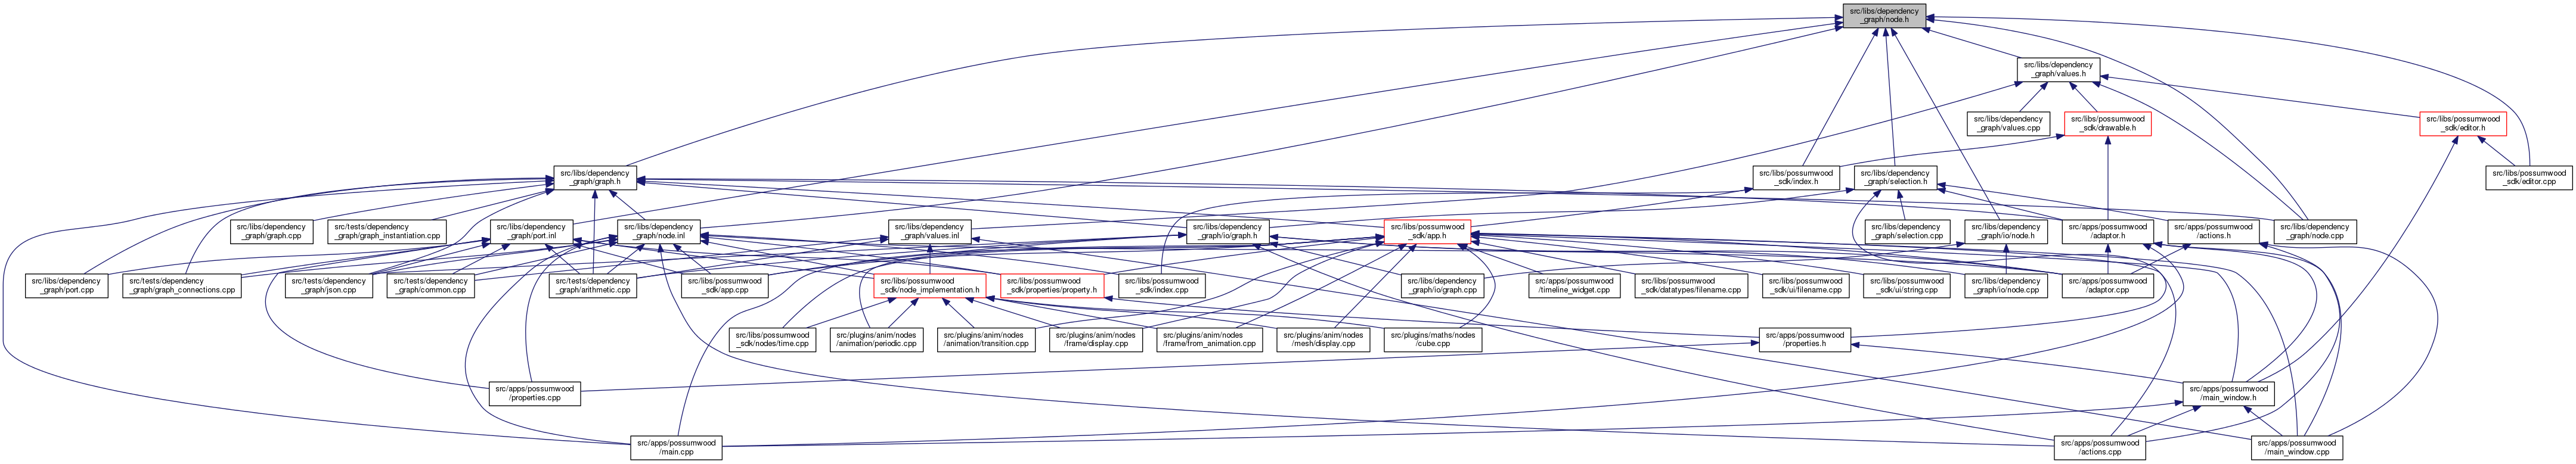 src/libs/dependency
_graph/node.h
src/libs/dependency
_graph/values.h
src/libs/dependency
_graph/values.cpp
src/libs/possumwood
_sdk/drawable.h
src/libs/possumwood
_sdk/editor.h
src/libs/dependency
_graph/graph.h
src/libs/possumwood
_sdk/index.h
src/libs/dependency
_graph/selection.h
src/libs/possumwood
_sdk/editor.cpp
src/libs/dependency
_graph/graph.cpp
src/tests/dependency
_graph/graph_instantiation.cpp
src/libs/dependency
_graph/port.inl
src/libs/dependency
_graph/node.inl
src/libs/dependency
_graph/values.inl
src/libs/dependency
_graph/io/graph.h
src/libs/possumwood
_sdk/app.h
src/libs/dependency
_graph/selection.cpp
src/libs/dependency
_graph/io/node.h
src/apps/possumwood
/adaptor.h
src/apps/possumwood
/actions.h
src/libs/dependency
_graph/node.cpp
src/libs/dependency
_graph/port.cpp
src/tests/dependency
_graph/graph_connections.cpp
src/tests/dependency
_graph/json.cpp
src/tests/dependency
_graph/common.cpp
src/tests/dependency
_graph/arithmetic.cpp
src/libs/possumwood
_sdk/app.cpp
src/libs/possumwood
_sdk/node_implementation.h
src/libs/possumwood
_sdk/properties/property.h
src/libs/possumwood
_sdk/index.cpp
src/libs/dependency
_graph/io/graph.cpp
src/apps/possumwood
/timeline_widget.cpp
src/libs/possumwood
_sdk/datatypes/filename.cpp
src/libs/possumwood
_sdk/ui/filename.cpp
src/libs/possumwood
_sdk/ui/string.cpp
src/libs/dependency
_graph/io/node.cpp
src/apps/possumwood
/adaptor.cpp
src/libs/possumwood
_sdk/nodes/time.cpp
src/plugins/anim/nodes
/animation/periodic.cpp
src/plugins/anim/nodes
/animation/transition.cpp
src/plugins/anim/nodes
/frame/display.cpp
src/plugins/anim/nodes
/frame/from_animation.cpp
src/plugins/anim/nodes
/mesh/display.cpp
src/plugins/maths/nodes
/cube.cpp
src/apps/possumwood
/properties.h
src/apps/possumwood
/properties.cpp
src/apps/possumwood
/main_window.h
src/apps/possumwood
/main.cpp
src/apps/possumwood
/actions.cpp
src/apps/possumwood
/main_window.cpp